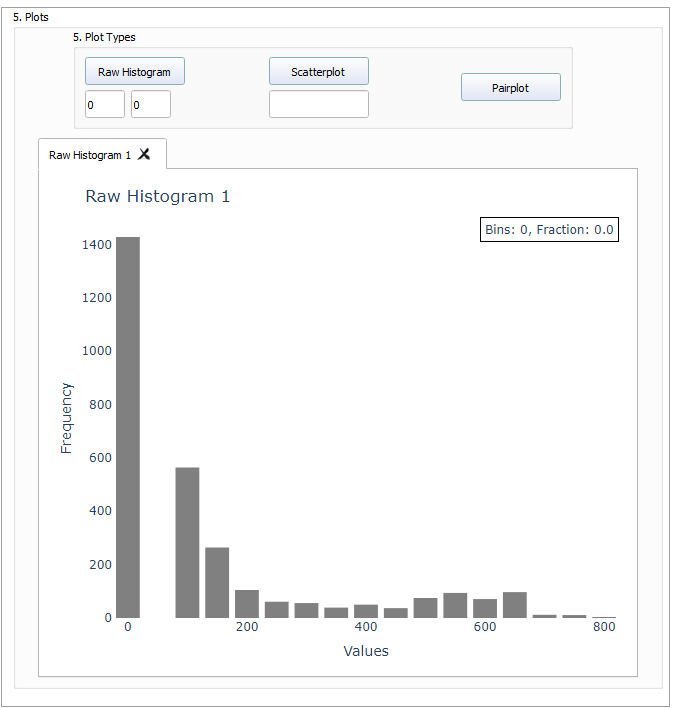 5. Plots
5. Plot Types
Raw Histogram
Scatterplot
Pairplot
0
0
Raw Histogram 1
Raw Histogram 1
Bins: 0, Fraction: 0.0
1400
1200
1000
800
600
400
200
0
Frequency
0
200
400
600
800
Values